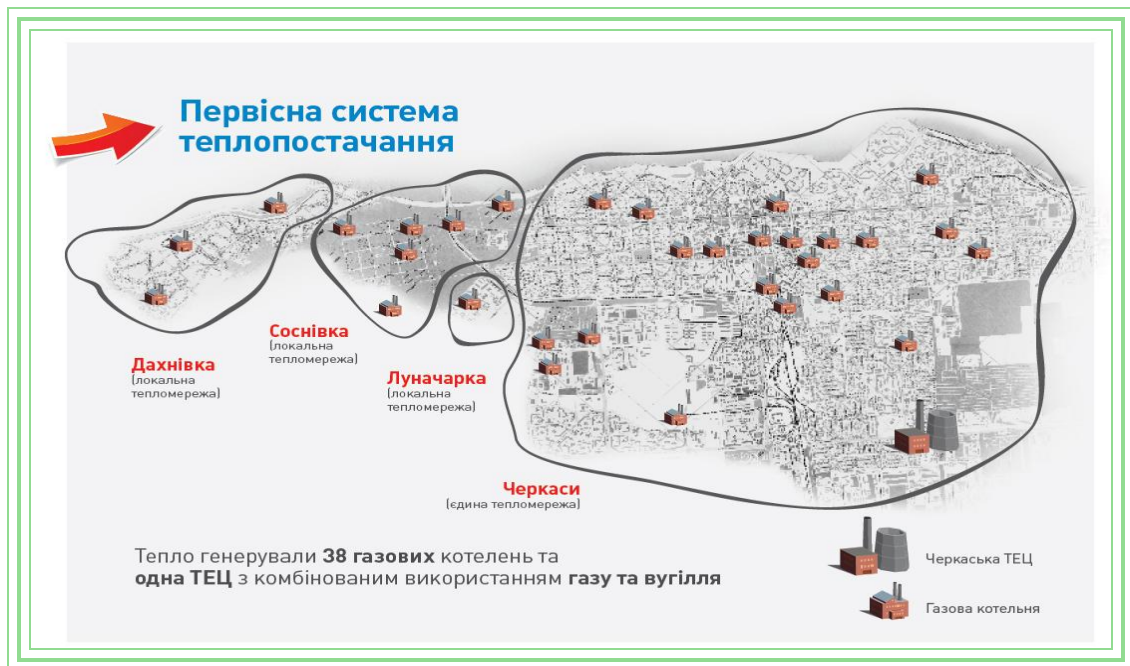 Первісна система
теплопостачання
Дахнівка
(локальна
тепломережа)
Соснівка
(локальна
тепломережа)
Луначарка
(локальна
тепломережа)
Черкаси
(єдина тепломережа)
Тепло генерували 38 газових котелень та
одна ТЕЦ з комбінованим використанням газу та вугілля
Черкаська ТЕЦ
Газова котельня